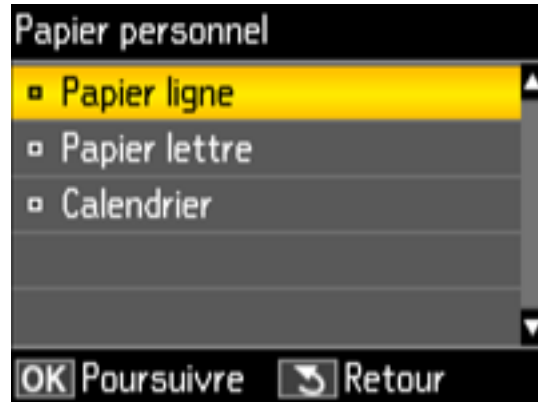 Papier personnel
Papier ligne
Papier lettre
Calendrier
OK Poursuivre Retour